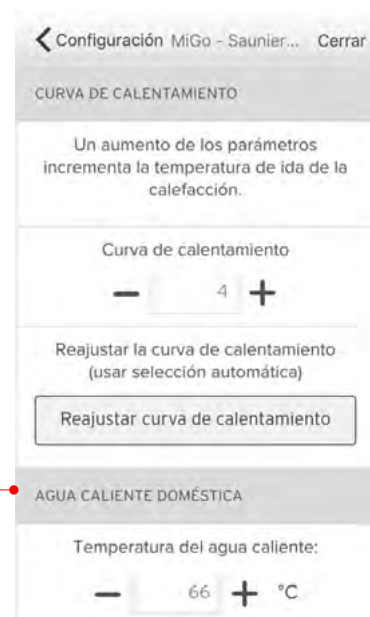 Configuración MiGo - Saunier... Cerrar
CURVA DE CALENTAMIENTO
Un aumento de los parámetros
incrementa la temperatura de ida de la
calefacción.
Curva de calentamiento
— 4 +
Reajustar la curva de calentamiento
(usar selección automática)
Reajustar curva de calentamiento
AGUA CALIENTE DOMÉSTICA
Temperatura del agua caliente:
— 66 + °C